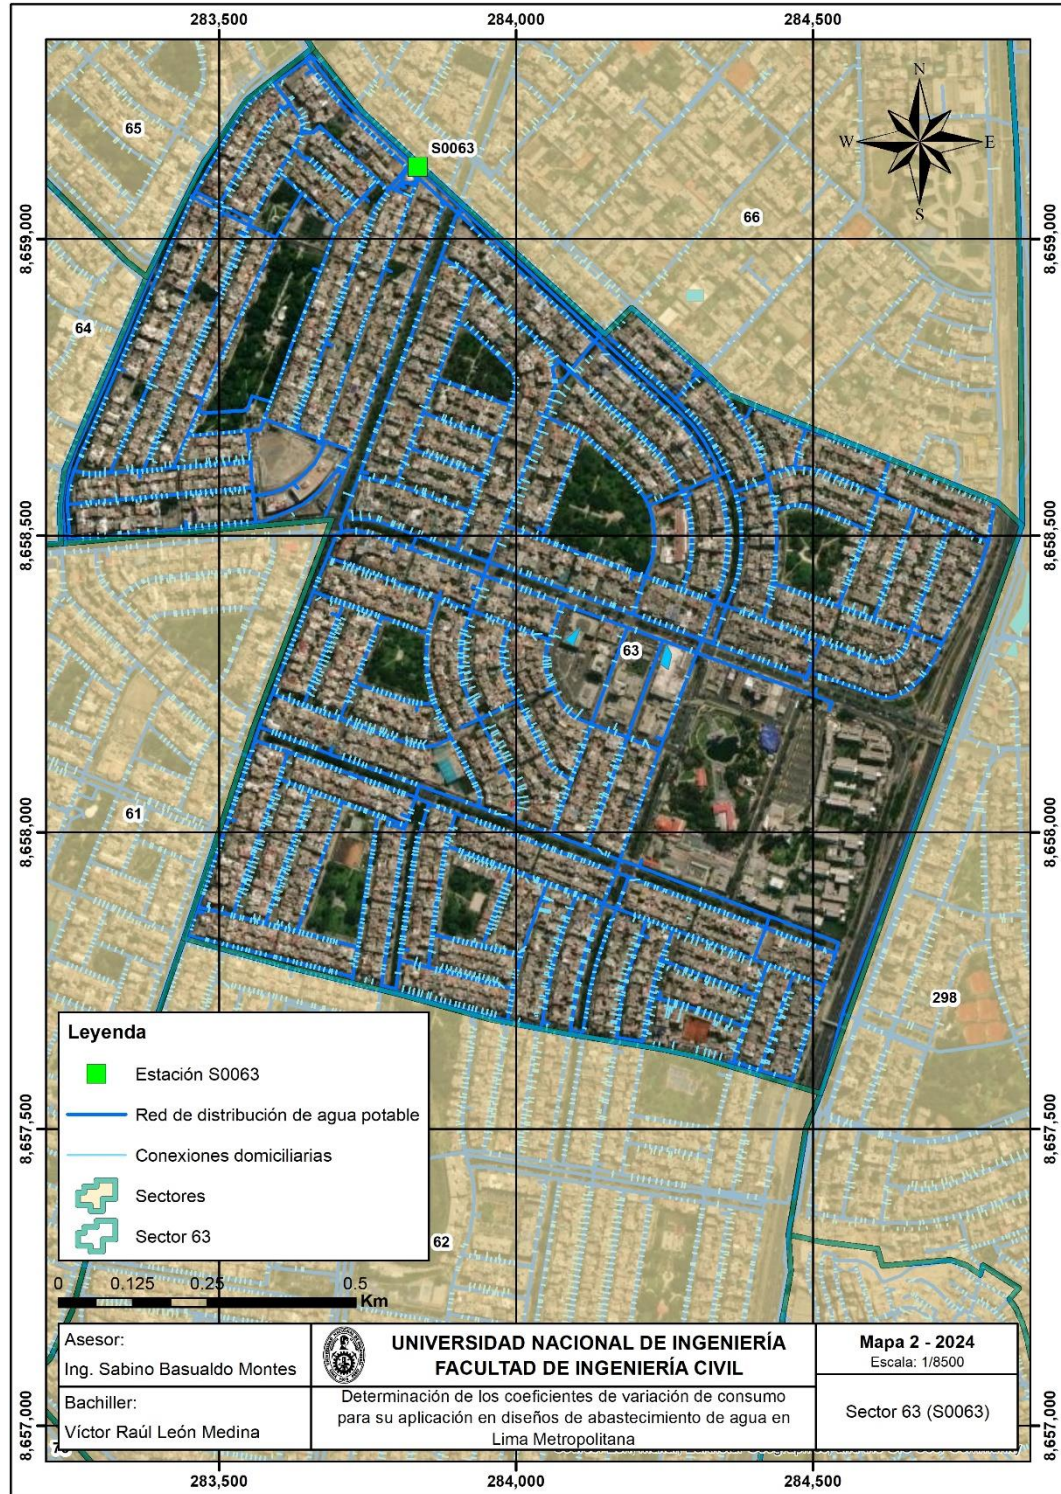 283,500
284,000
284,500
N
W
E
S
65
S0063
66
8,659,000
8,659,000
64
8,658,500
8,658,500
63
61
8,658,000
8,658,000
298
Leyenda
Estación S0063
Red de distribución de agua potable
Conexiones domiciliarias
Sectores
Sector 63
8,657,500
8,657,500
62
0
0.125
0.25
0.5
Km
Asesor:
Ing. Sabino Basualdo Montes
Bachiller:
Víctor Raúl León Medina
UNIVERSIDAD NACIONAL DE INGENIERÍA
FACULTAD DE INGENIERÍA CIVIL
Determinación de los coeficientes de variación de consumo
para su aplicación en diseños de abastecimiento de agua en
Lima Metropolitana
Mapa 2 - 2024
Escala: 1/8500
Sector 63 (S0063)
8,657,000
8,657,000
283,500
284,000
284,500